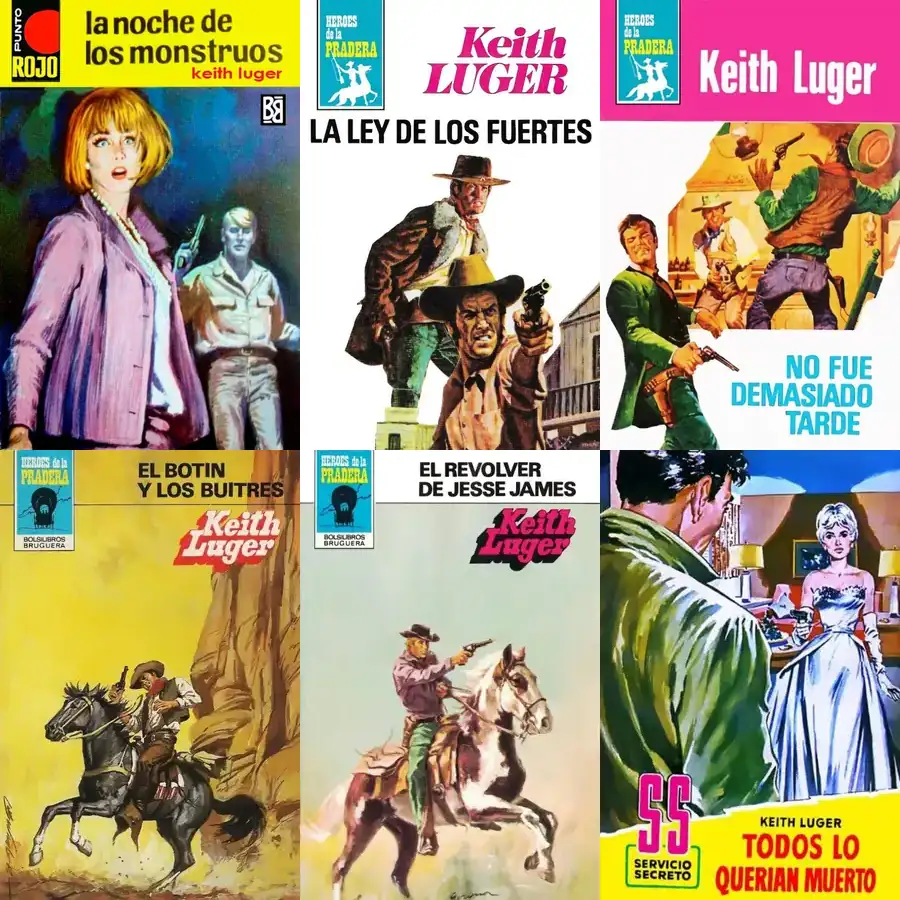 PUNTO
ROJO
la noche de
los monstruos
keith luger
BB
HEROES
de la
PRADERA
Keith
LUGER
LA LEY DE LOS FUERTES
HEROES
de la
PRADERA
Keith Luger
NO FUE
DEMASIADO
TARDE
HEROES de la
PRADERA
BOLSILIBROS
BRUGUERA
EL BOTIN
Y LOS BUITRES
Keith
Luger
HEROES de la
PRADERA
BOLSILIBROS
BRUGUERA
EL REVOLVER
DE JESSE JAMES
Keith
Luger
SS
SERVICIO
SECRETO
KEITH LUGER
TODOS LO
QUERIAN MUERTO